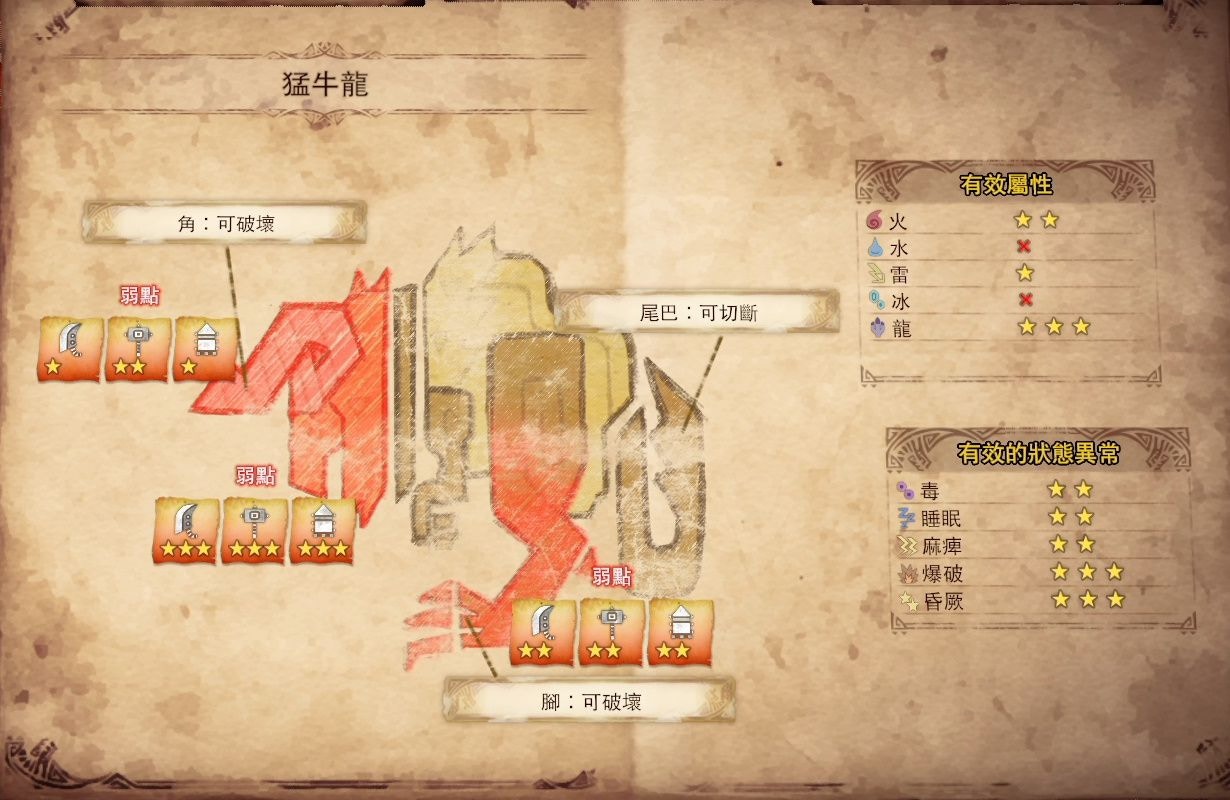 猛牛龍
角：可破壞
弱點
弱點
尾巴：可切斷
弱點
腳：可破壞
有效屬性
火
水
雷
冰
龍
有效的狀態異常
毒
睡眠
麻痺
爆破
昏厥